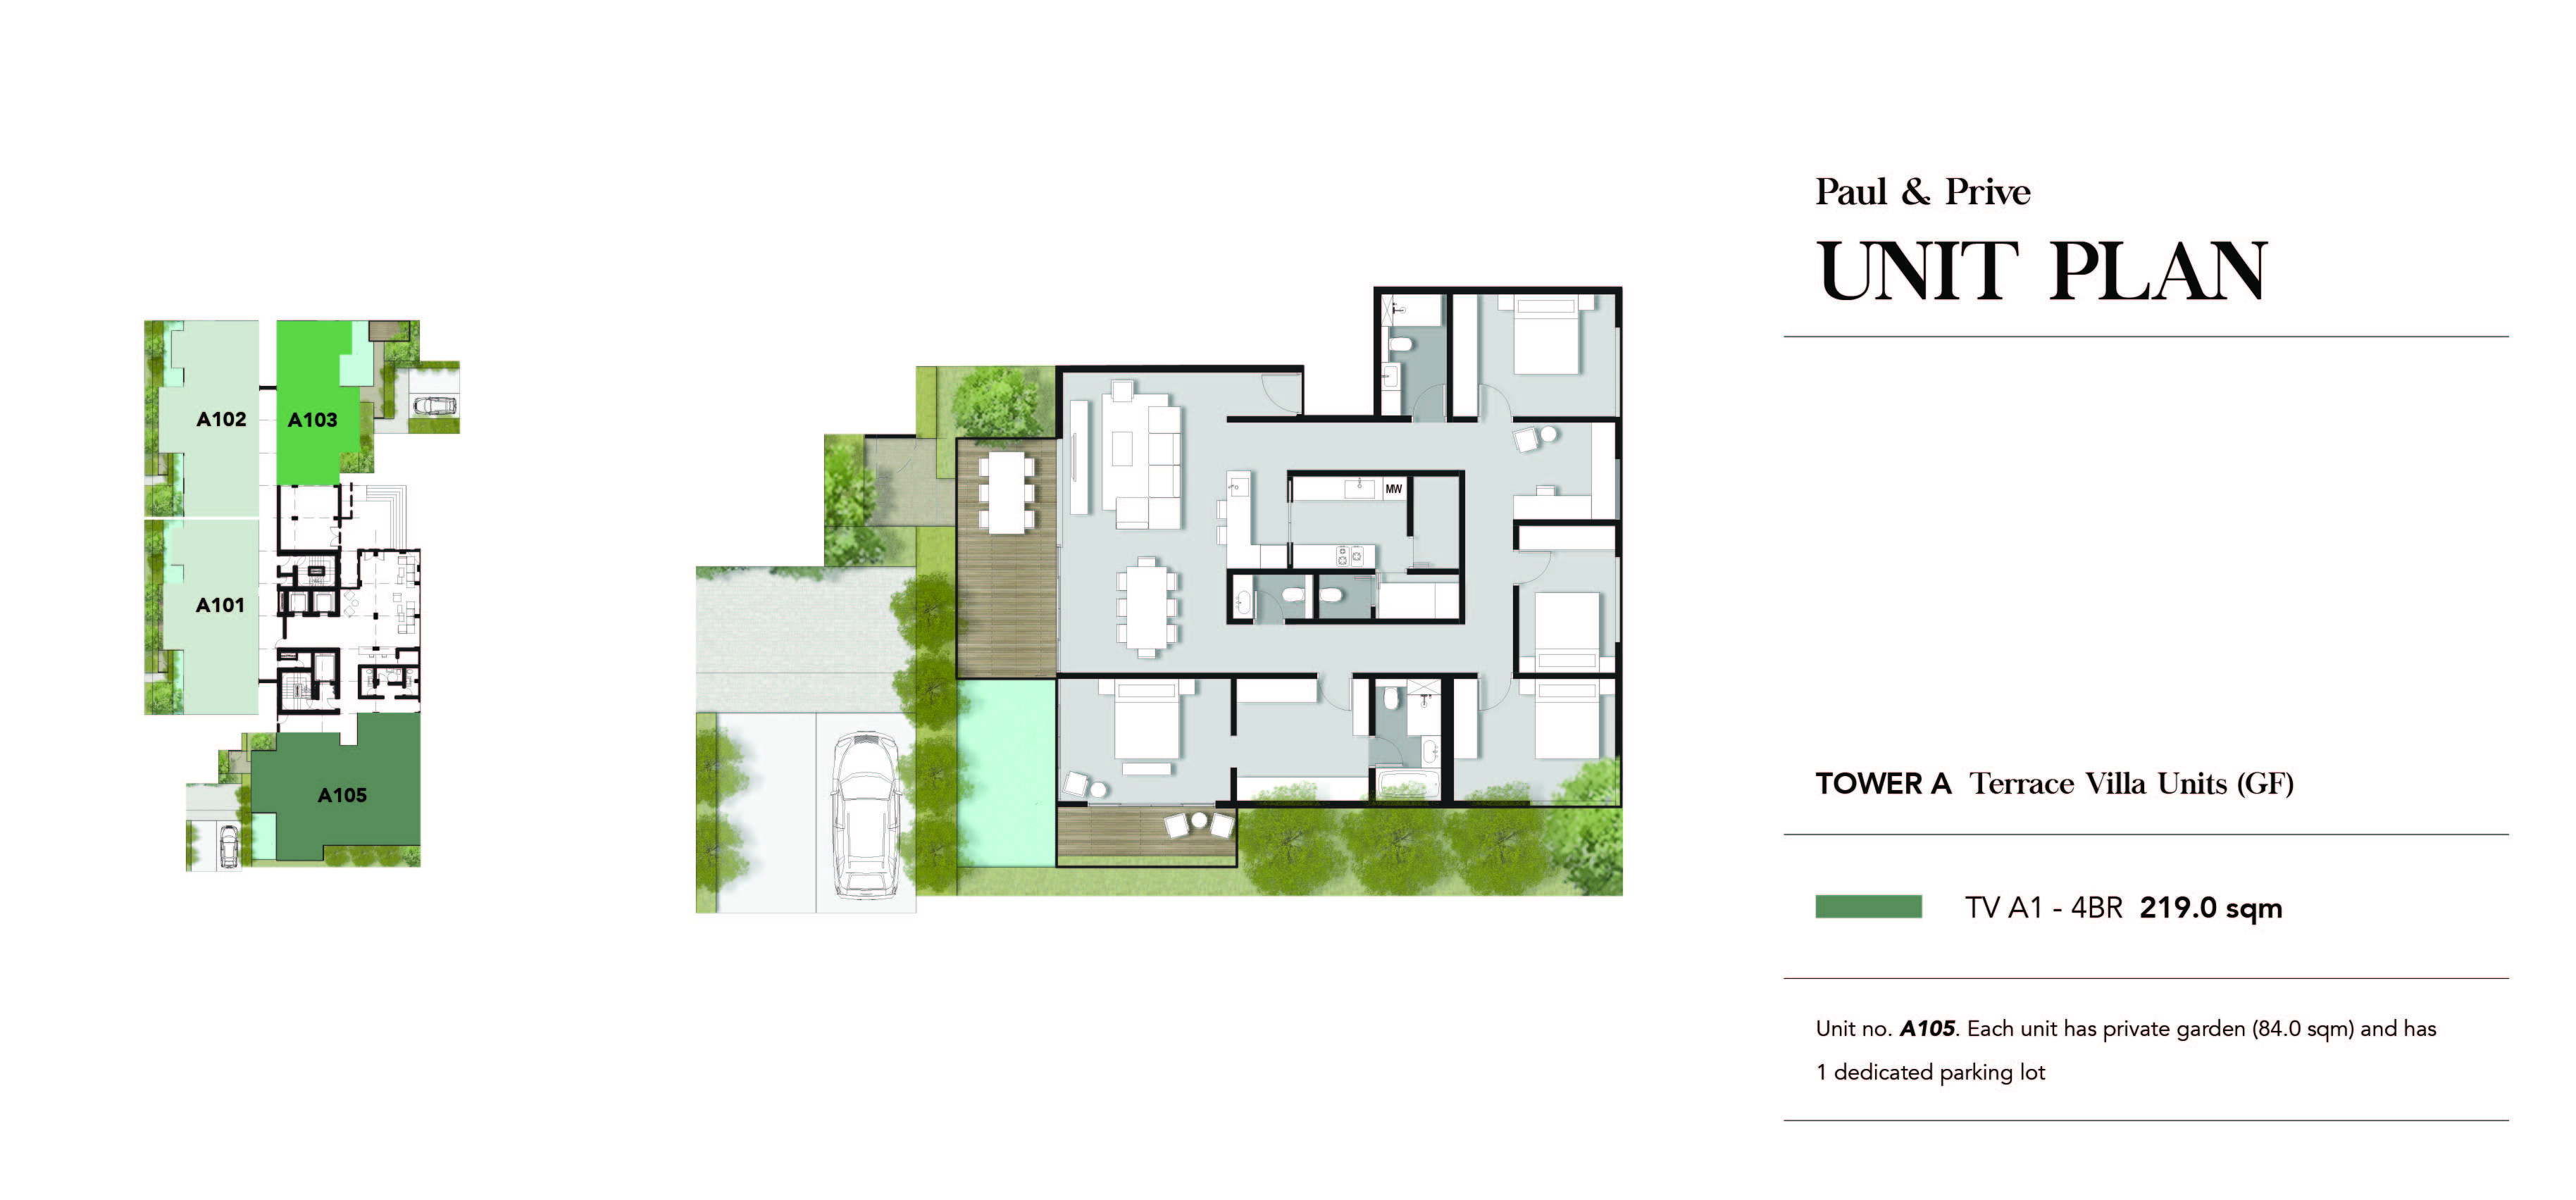 Paul & Prive
UNIT PLAN
A102
A103
A101
A105
MW
TOWER A Terrace Villa Units (GF)
TV A1 - 4BR 219.0 sqm
Unit no. A105. Each unit has private garden (84.0 sqm) and has
1 dedicated parking lot